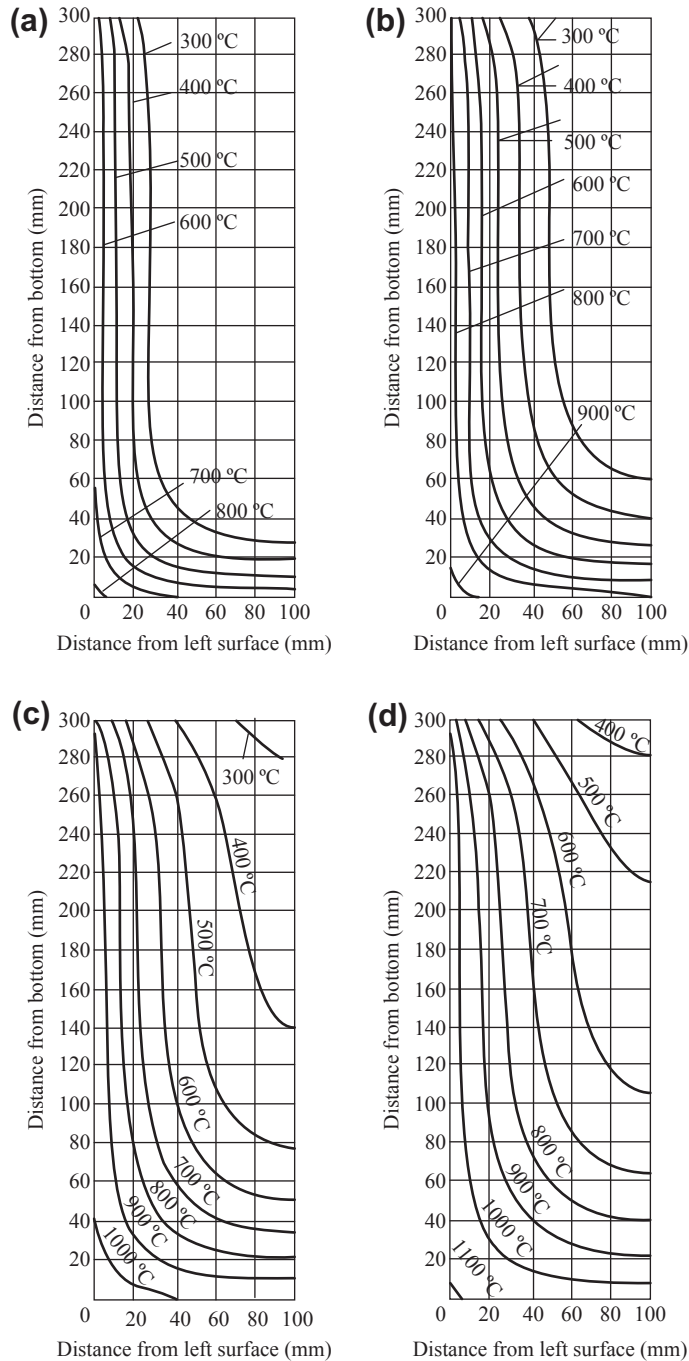 (a)
300
280
260
240
220
200
180
160
140
120
100
80
60
40
20
0 20 40 60 80 100
Distance from bottom (mm)
Distance from left surface (mm)
300 ºC
400 ºC
500 ºC
600 ºC
700 ºC
800 ºC
(b)
300
280
260
240
220
200
180
160
140
120
100
80
60
40
20
0 20 40 60 80 100
Distance from bottom (mm)
Distance from left surface (mm)
300 ºC
400 ºC
500 ºC
600 ºC
700 ºC
800 ºC
900 ºC
(c)
300
280
260
240
220
200
180
160
140
120
100
80
60
40
20
0 20 40 60 80 100
Distance from bottom (mm)
Distance from left surface (mm)
300 ºC
400 ºC
500 ºC
600 ºC
700 ºC
800 ºC
900 ºC
1000 ºC
(d)
300
280
260
240
220
200
180
160
140
120
100
80
60
40
20
0 20 40 60 80 100
Distance from bottom (mm)
Distance from left surface (mm)
400 ºC
500 ºC
600 ºC
700 ºC
800 ºC
900 ºC
1000 ºC
1100 ºC